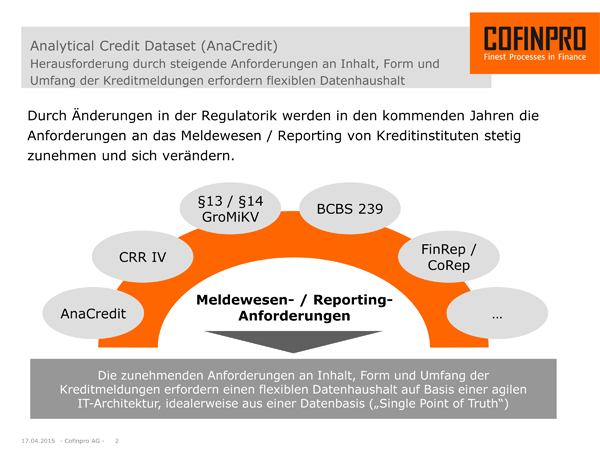 Analytical Credit Dataset (AnaCredit)
Herausforderung durch steigende Anforderungen an Inhalt, Form und
Umfang der Kreditmeldungen erfordern flexiblen Datenhaushalt
COFINPRO
Finest Processes in Finance
Durch Änderungen in der Regulatorik werden in den kommenden Jahren die
Anforderungen an das Meldewesen / Reporting von Kreditinstituten stetig
zunehmen und sich verändern.
§13 / §14
GroMiKV
BCBS 239
CRR IV
FinRep /
CoRep
AnaCredit
…
Meldewesen- / Reporting-
Anforderungen
Die zunehmenden Anforderungen an Inhalt, Form und Umfang der
Kreditmeldungen erfordern einen flexiblen Datenhaushalt auf Basis einer agilen
IT-Architektur, idealerweise aus einer Datenbasis („Single Point of Truth“)
17.04.2015 - Cofinpro AG - 2